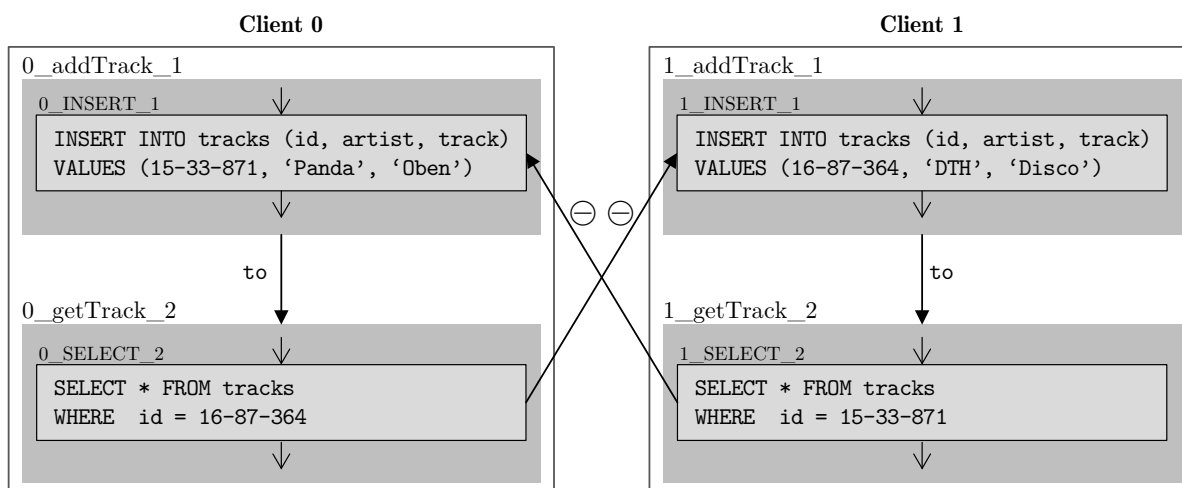 Client 0
0_addTrack_1
0_INSERT_1
INSERT INTO tracks (id, artist, track)
VALUES (15-33-871, ‘Panda’, ‘Oben’)
to
0_getTrack_2
0_SELECT_2
SELECT * FROM tracks
WHERE  id = 16-87-364
⊖ ⊖
Client 1
1_addTrack_1
1_INSERT_1
INSERT INTO tracks (id, artist, track)
VALUES (16-87-364, ‘DTH’, ‘Disco’)
to
1_getTrack_2
1_SELECT_2
SELECT * FROM tracks
WHERE  id = 15-33-871